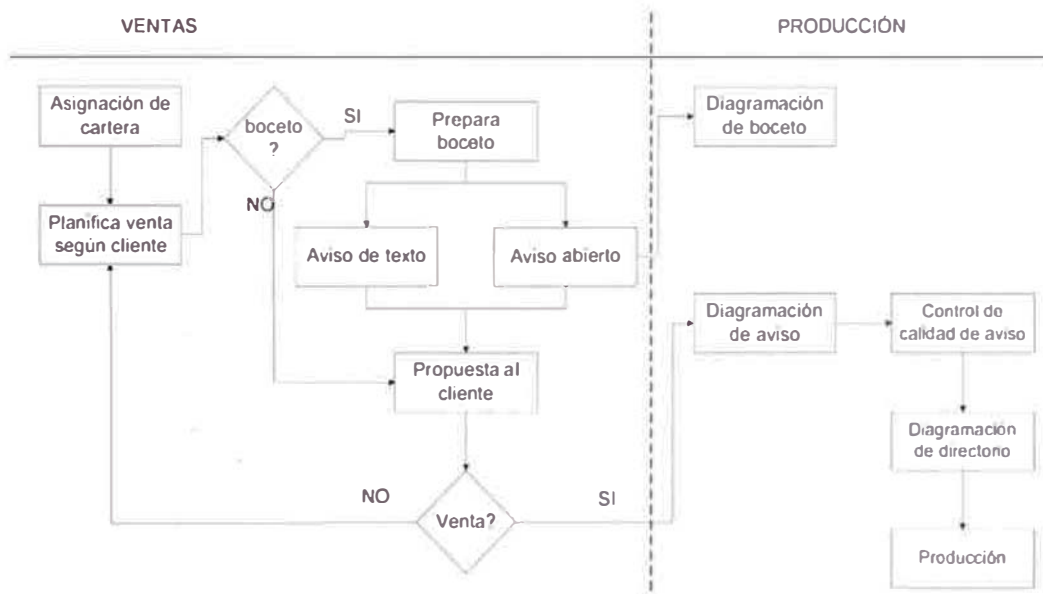 VENTAS
PRODUCCIÓN
Asignación de
cartera
boceto
?
SI
Prepara
boceto
Diagramación
de boceto
NO
Planifica venta
según cliente
Aviso de texto
Aviso abierto
Diagramación
de aviso
Control de
calidad de aviso
Propuesta al
cliente
Diagramación
de directorio
NO
Venta?
SI
Producción